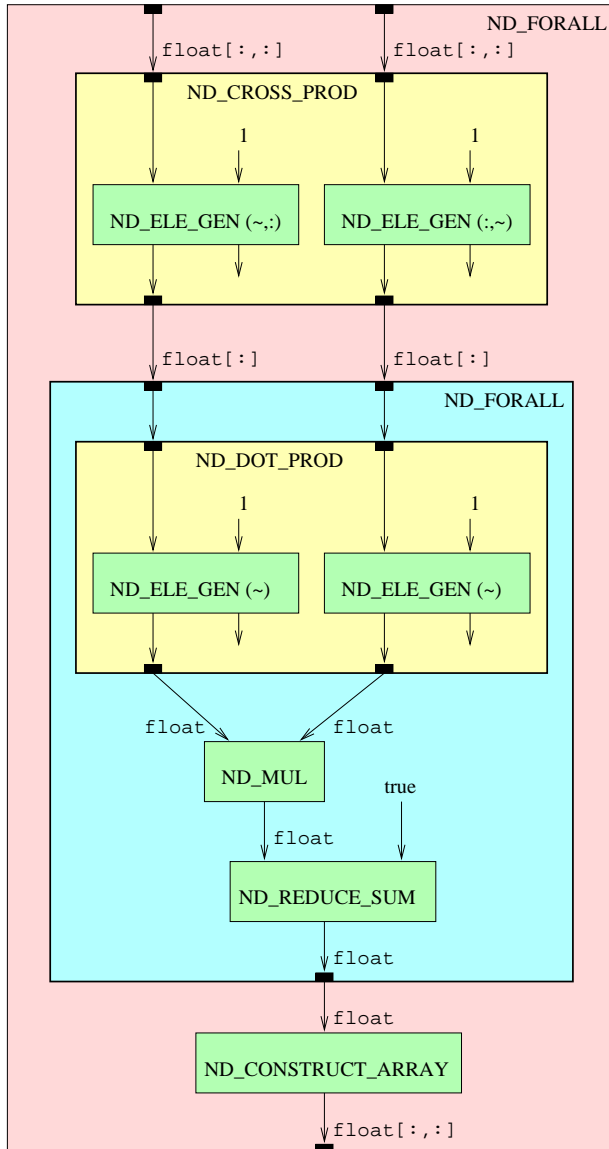 ND_FORALL
float[:,:] float[:,:]
ND_CROSS_PROD
1 1
ND_ELE_GEN (~,:) ND_ELE_GEN (:,~)
float[:] float[:]
ND_FORALL
ND_DOT_PROD
1 1
ND_ELE_GEN (~) ND_ELE_GEN (~)
float float
ND_MUL
true
float
ND_REDUCE_SUM
float
float
ND_CONSTRUCT_ARRAY
float[:,:]